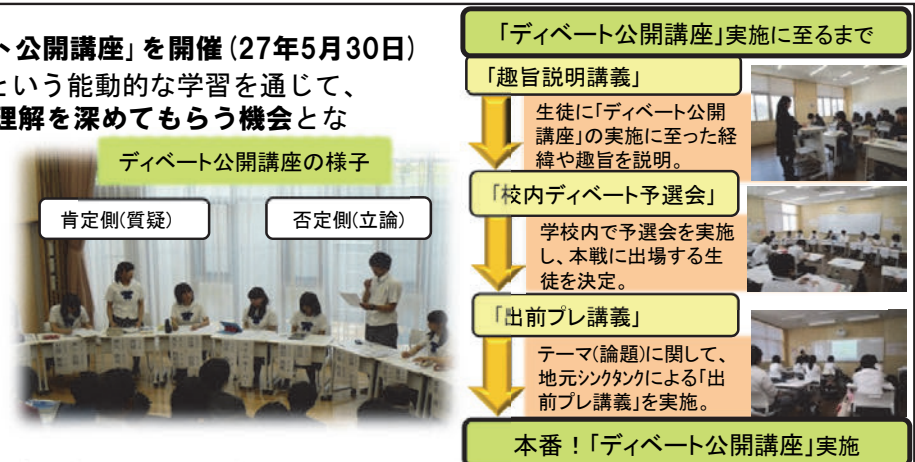 ト公開講座」を開催(27年5月30日)
という能動的な学習を通じて、
理解を深めてもらう機会とな
ディベート公開講座の様子
肯定側(質疑)
否定側(立論)
「ディベート公開講座」実施に至るまで
「趣旨説明講義」
生徒に「ディベート公開
講座」の実施に至った経
緯や趣旨を説明。
「校内ディベート予選会」
学校内で予選会を実施
し、本戦に出場する生
徒を決定。
「出前プレ講義」
テーマ(論題)に関して、
地元シンクタンクによる「出
前プレ講義」を実施。
本番！「ディベート公開講座」実施